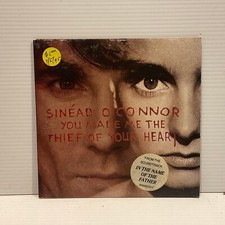 SINÉAD O'CONNOR
YOU MADE ME THE
THIEF OF YOUR HEART
FROM THE
SOUNDTRACK
IN THE NAME
OF THE
FATHER